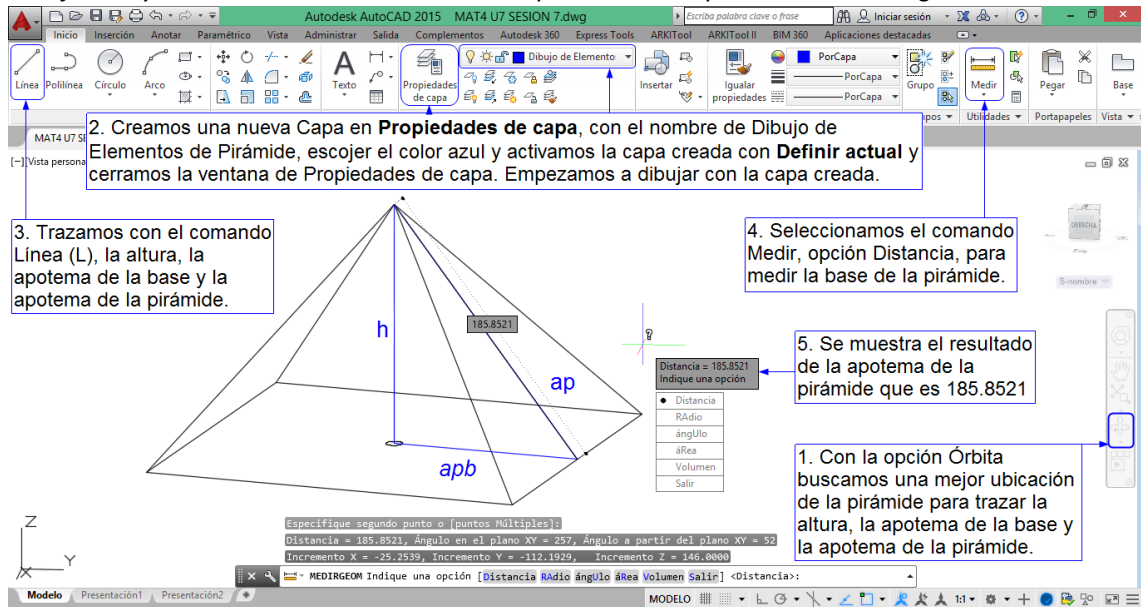 Autodesk AutoCAD 2015 MAT4 U7 SESION 7.dwg
Escriba palabra clave o frase
Iniciar sesión
Inicio Inserción Anotar Paramétrico Vista Administrar Salida Complementos Autodesk 360 Express Tools ARKITool ARKITool II BIM 360 Aplicaciones destacadas
Línea Polilínea Círculo Arco
Texto
Propiedades de capa
Dibujo de Elemento
Insertar
Igualar propiedades
PorCapa
PorCapa
PorCapa
Grupo
Medir
Pegar
Base
Utilidades
Portapapeles
Vista
2. Creamos una nueva Capa en Propiedades de capa, con el nombre de Dibujo de
Elementos de Pirámide, escojer el color azul y activamos la capa creada con Definir actual y
cerramos la ventana de Propiedades de capa. Empezamos a dibujar con la capa creada.
3. Trazamos con el comando
Línea (L), la altura, la
apotema de la base y la
apotema de la pirámide.
4. Seleccionamos el comando
Medir, opción Distancia, para
medir la base de la pirámide.
DERECHA
S-nombre
h
185.8521
ap
apb
Distancia = 185.8521
Indique una opción
Distancia
RAdio
ángUlo
áRea
Volumen
Salir
5. Se muestra el resultado
de la apotema de la
pirámide que es 185.8521
1. Con la opción Órbita
buscamos una mejor ubicación
de la pirámide para trazar la
altura, la apotema de la base y
la apotema de la pirámide.
Z
Y
X
Especifique segundo punto o [puntos Múltiples]:
Distancia = 185.8521, Ángulo en el plano XY = 257, Ángulo a partir del plano XY = 52
Incremento X = -25.2539, Incremento Y = -112.1929, Incremento Z = 146.0000
MEDIRGEOM Indique una opción [Distancia RAdio ángUlo áRea Volumen Salir] <Distancia>:
Modelo Presentación1 Presentación2
MODELO
1:1